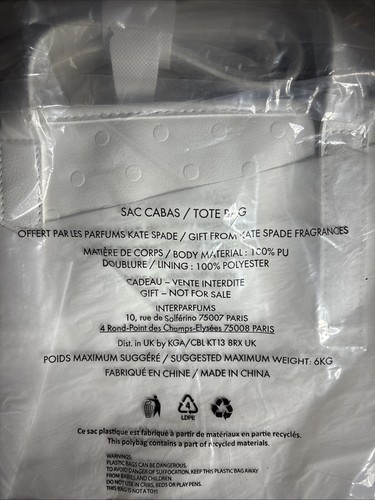 SAC CABAS / TOTE BAG
OFFERT PAR LES PARFUMS KATE SPADE / GIFT FROM KATE SPADE FRAGRANCES
MATIÈRE DE CORPS / BODY MATERIAL : 100% PU
DOUBLURE / LINING : 100% POLYESTER
CADEAU – VENTE INTERDITE
GIFT – NOT FOR SALE
INTERPARFUMS
10, rue de Solférino 75007 PARIS
4 Rond-Point des Champs-Elysées 75008 PARIS
Dist. in UK by KGA/CBL KT13 8RX UK
POIDS MAXIMUM SUGGÉRÉ / SUGGESTED MAXIMUM WEIGHT: 6KG
FABRIQUÉ EN CHINE / MADE IN CHINA
4
LDPE
Ce sac plastique est fabriqué à partir de matériaux en partie recyclés.
This polybag contains a part of recycled materials.
WARNINGS:
PLASTIC BAGS CAN BE DANGEROUS.
TO AVOID DANGER OF SUFFOCATION, KEEP THIS PLASTIC BAG AWAY
FROM BABIES AND CHILDREN.
DO NOT USE IN CRIBS, BEDS OR PLAY PENS.
THIS BAG IS NOT A TOYS